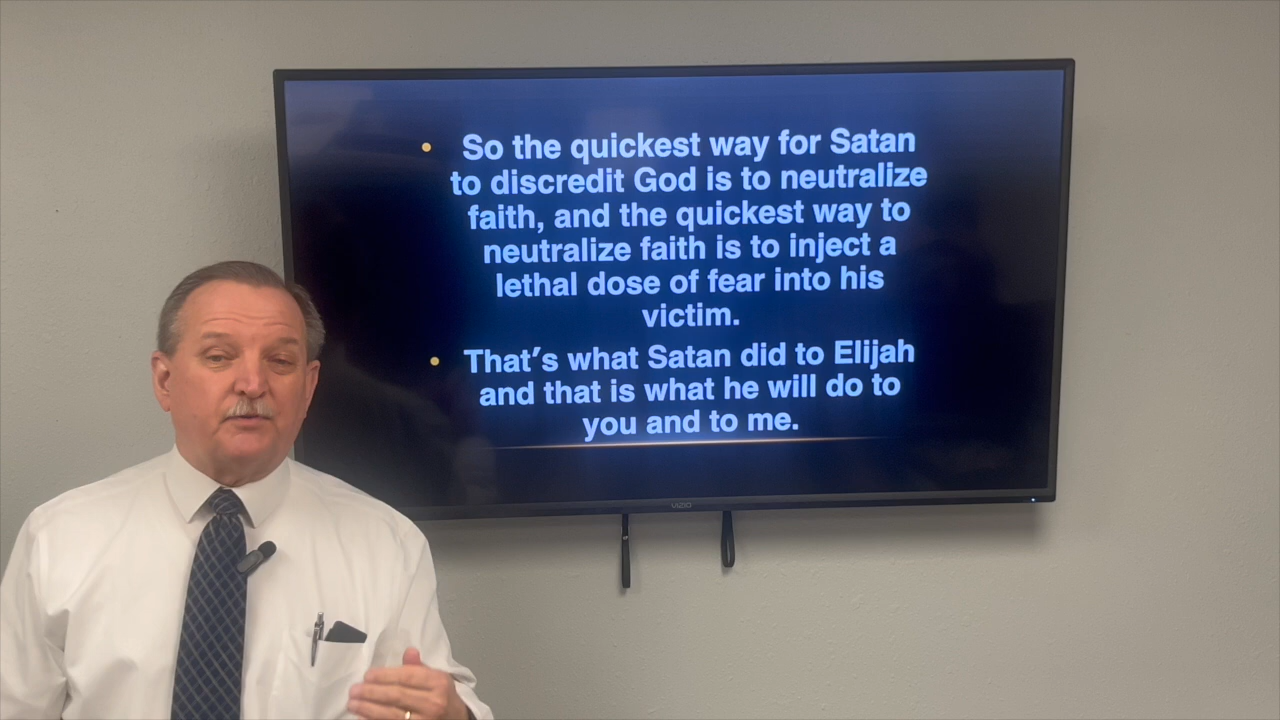 • So the quickest way for Satan
to discredit God is to neutralize
faith, and the quickest way to
neutralize faith is to inject a
lethal dose of fear into his
victim.
• That's what Satan did to Elijah
and that is what he will do to
you and to me.
VIZIO